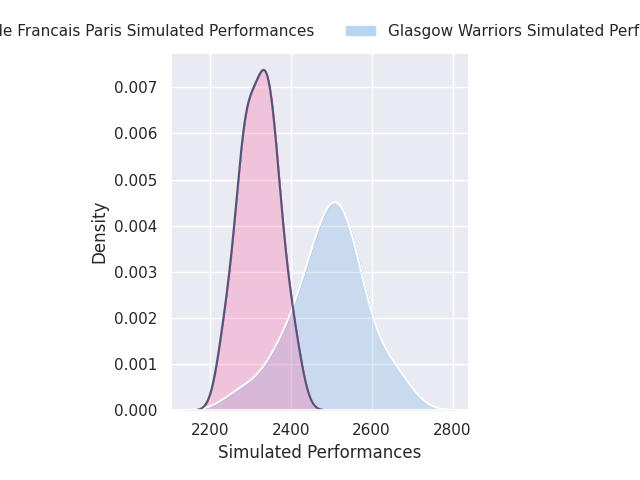 le Francais Paris Simulated Performances Glasgow Warriors Simulated Perf
0.007
0.006
0.005
0.004
0.003
0.002
0.001
0.000
Density
2200 2400 2600 2800
Simulated Performances